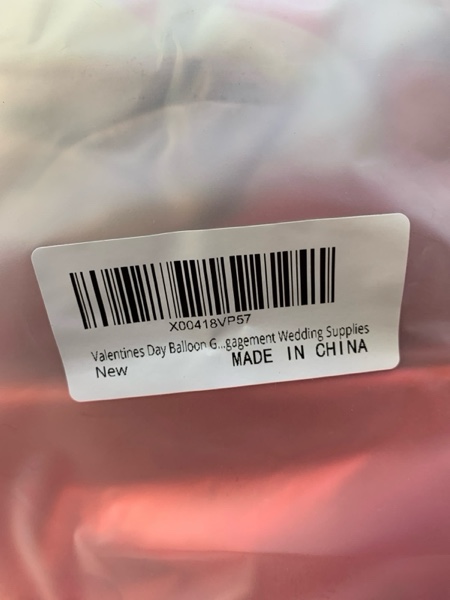 X00418VP57
Valentines Day Balloon G...gagement Wedding Supplies
New
MADE IN CHINA